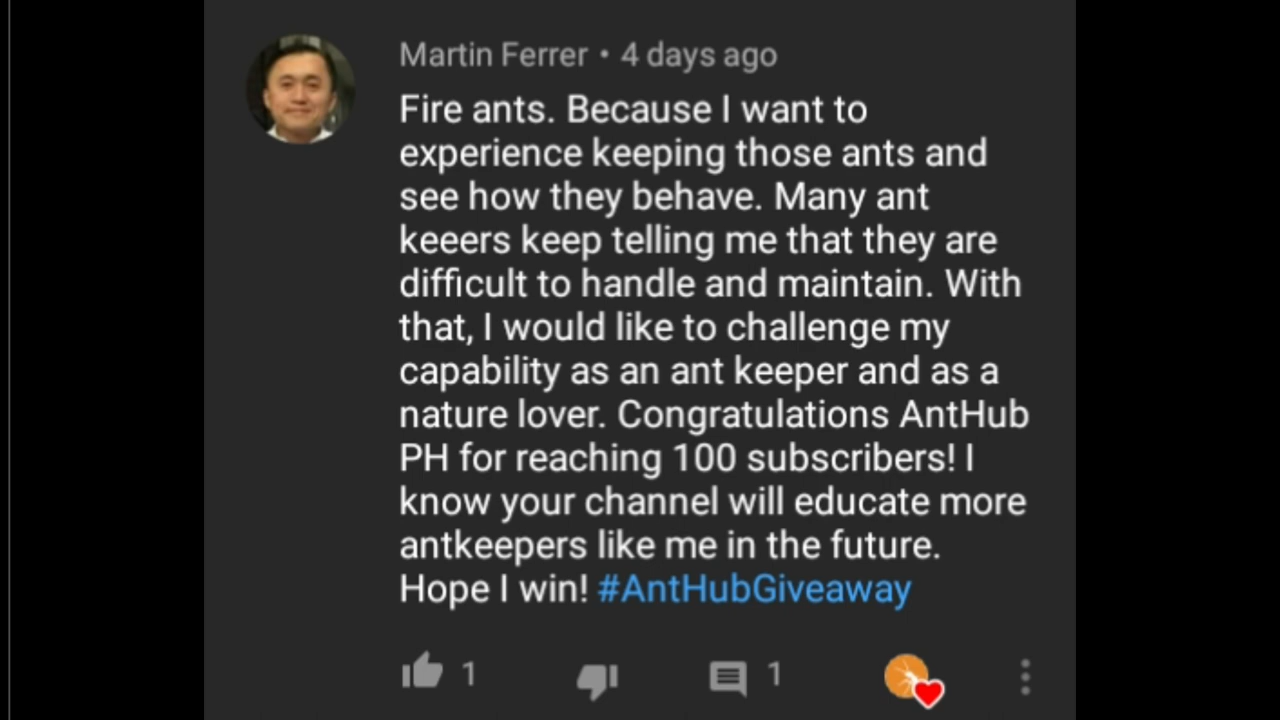 Martin Ferrer • 4 days ago
Fire ants. Because I want to
experience keeping those ants and
see how they behave. Many ant
keeers keep telling me that they are
difficult to handle and maintain. With
that, I would like to challenge my
capability as an ant keeper and as a
nature lover. Congratulations AntHub
PH for reaching 100 subscribers! I
know your channel will educate more
antkeepers like me in the future.
Hope I win! #AntHubGiveaway
1 1